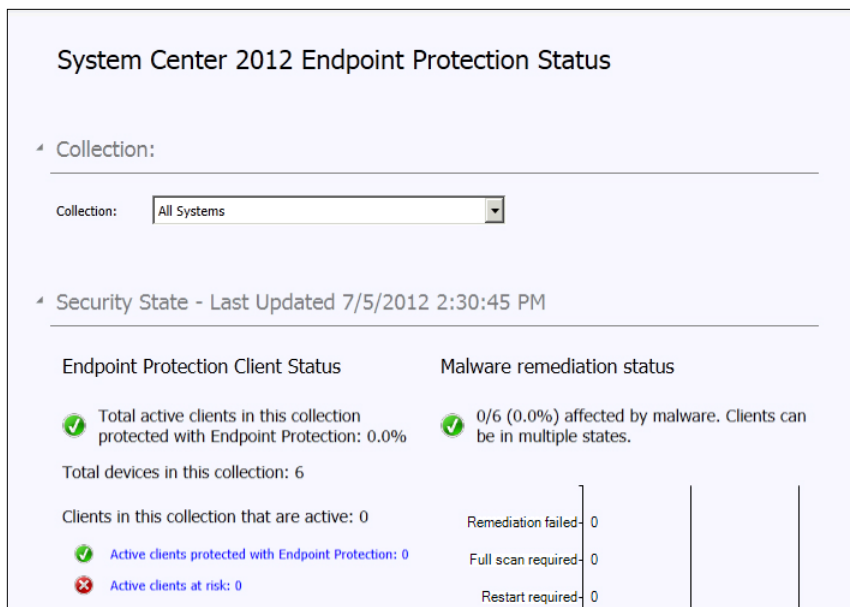 System Center 2012 Endpoint Protection Status
Collection:
Collection: All Systems
Security State - Last Updated 7/5/2012 2:30:45 PM
Endpoint Protection Client Status
Total active clients in this collection
protected with Endpoint Protection: 0.0%
Total devices in this collection: 6
Clients in this collection that are active: 0
Active clients protected with Endpoint Protection: 0
Active clients at risk: 0
Malware remediation status
0/6 (0.0%) affected by malware. Clients can
be in multiple states.
Remediation failed 0
Full scan required 0
Restart required 0